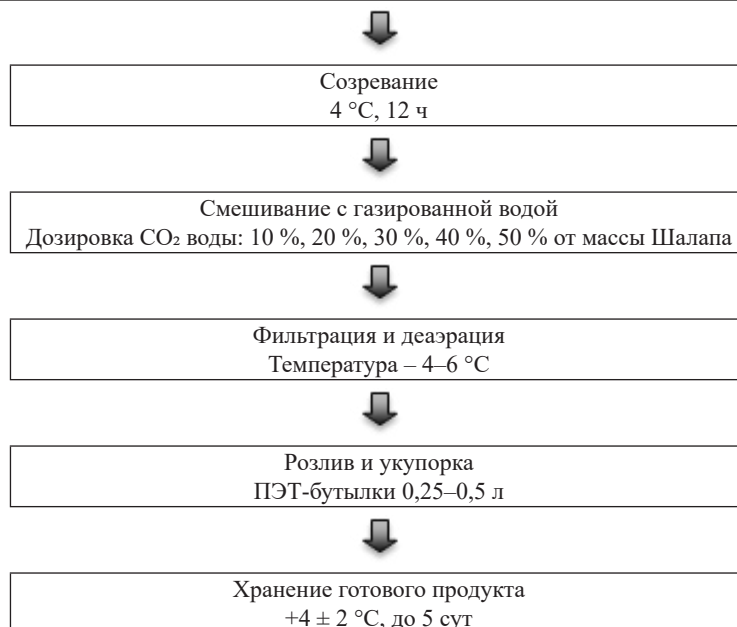 Созревание
4 °C, 12 ч
Смешивание с газированной водой
Дозировка CO₂ воды: 10 %, 20 %, 30 %, 40 %, 50 % от массы Шалапа
Фильтрация и деаэрация
Температура – 4–6 °C
Розлив и укупорка
ПЭТ-бутылки 0,25–0,5 л
Хранение готового продукта
+4 ± 2 °C, до 5 сут